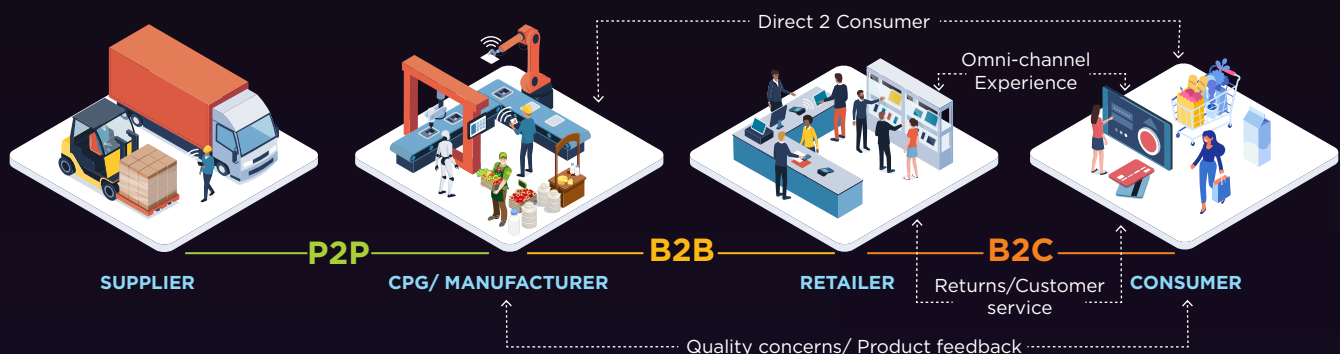 Direct 2 Consumer
Omni-channel
Experience
P2P
B2B
B2C
SUPPLIER
CPG/ MANUFACTURER
RETAILER
CONSUMER
Returns/Customer
service
Quality concerns/ Product feedback